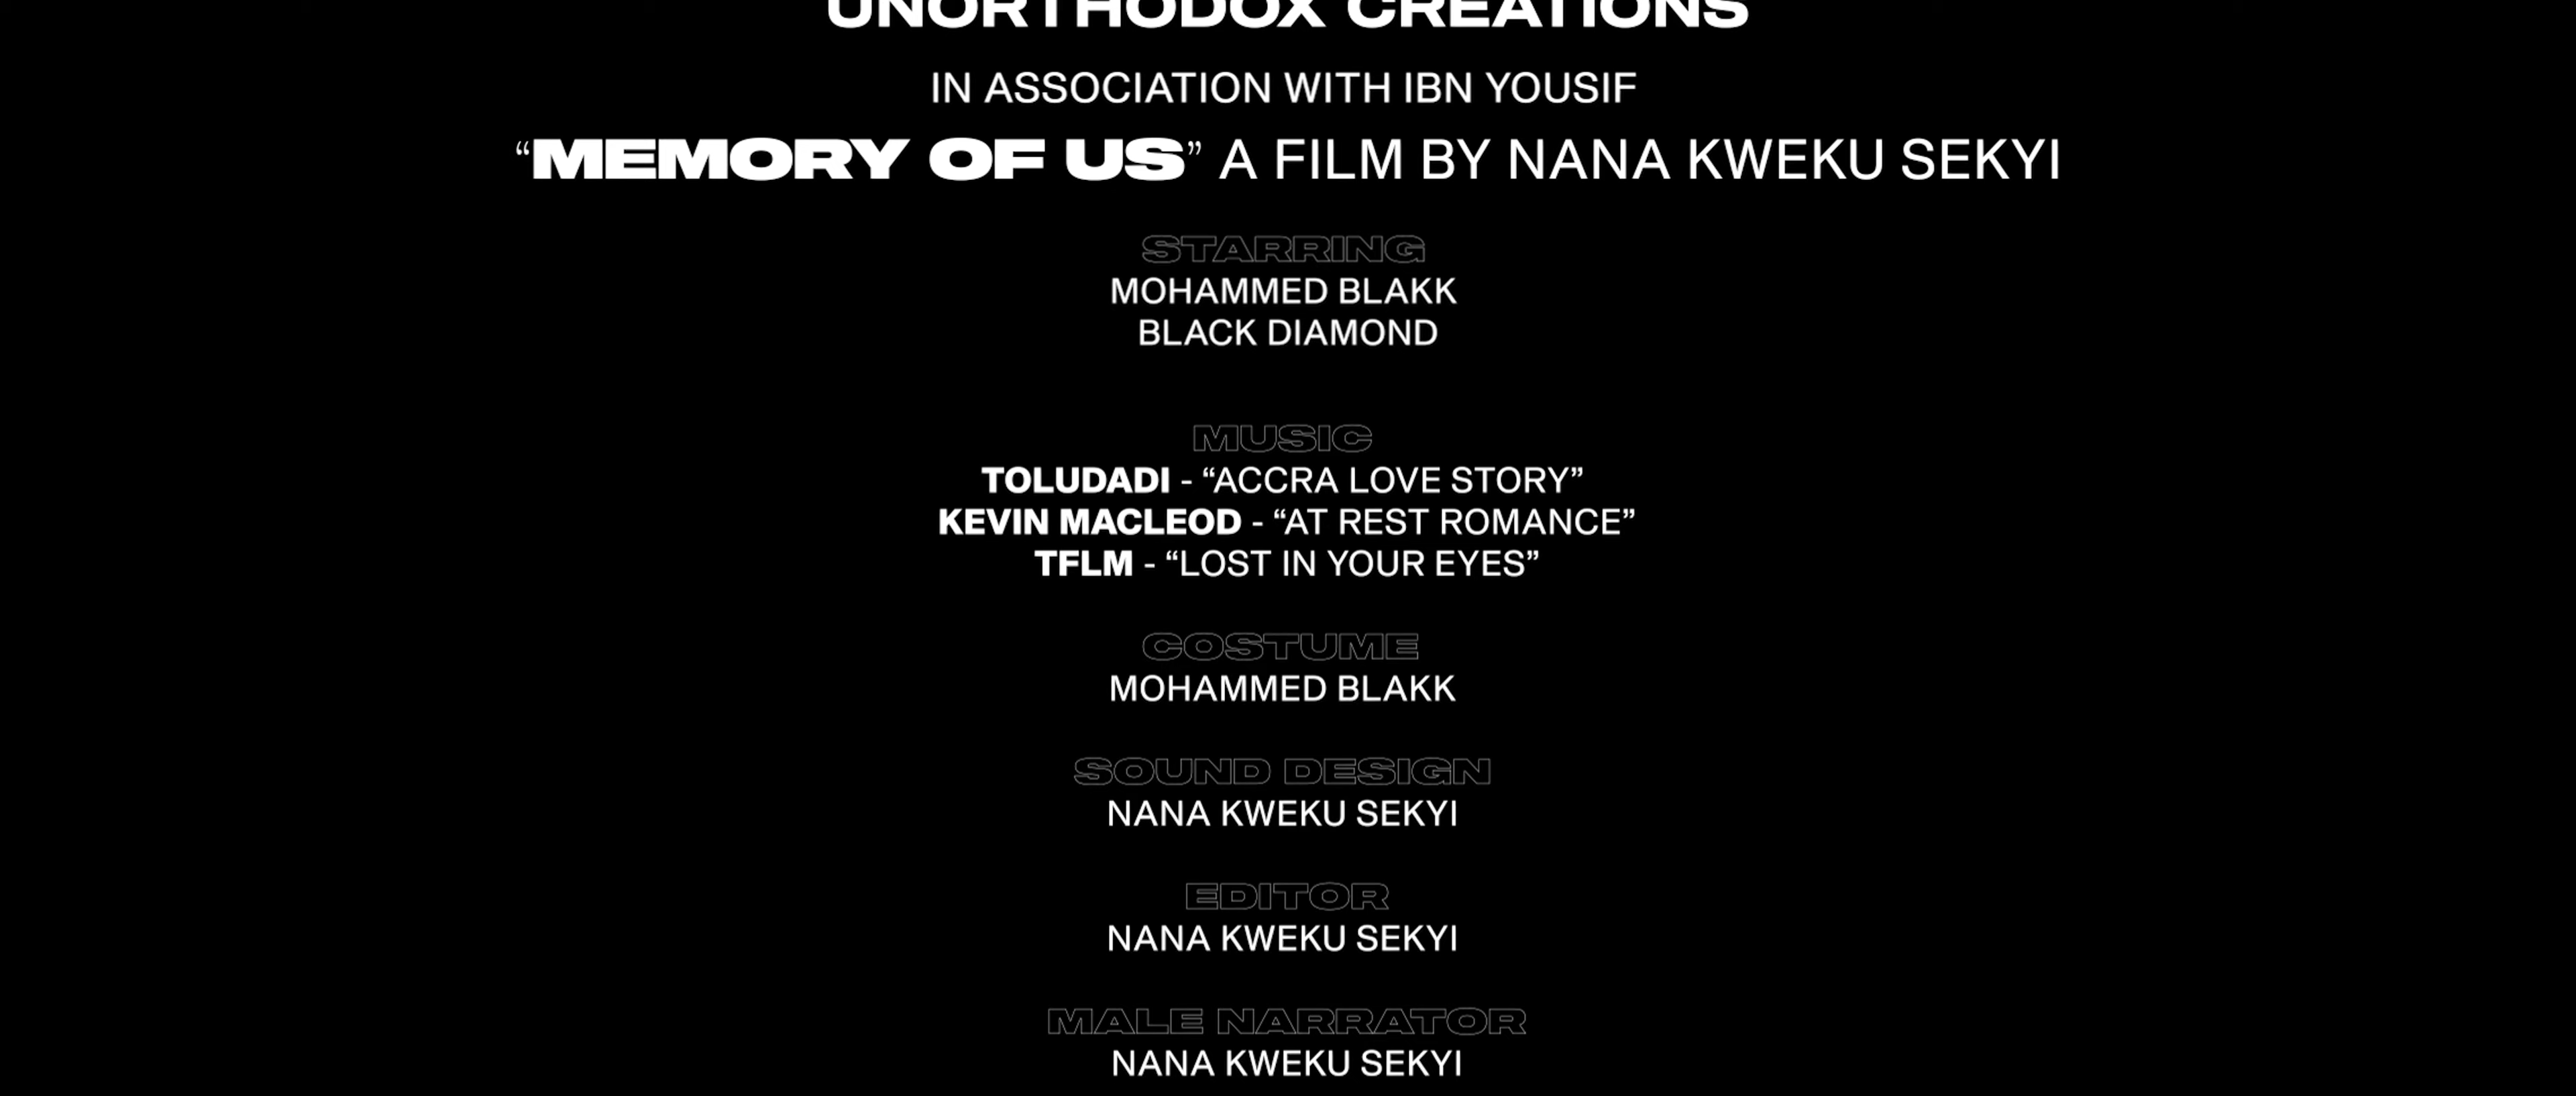 UNORTHODOX CREATIONS
IN ASSOCIATION WITH IBN YOUSIF
“MEMORY OF US” A FILM BY NANA KWEKU SEKYI
STARRING
MOHAMMED BLAKK
BLACK DIAMOND
MUSIC
TOLUDADI - “ACCRA LOVE STORY”
KEVIN MACLEOD - “AT REST ROMANCE”
TFLM - “LOST IN YOUR EYES”
COSTUME
MOHAMMED BLAKK
SOUND DESIGN
NANA KWEKU SEKYI
EDITOR
NANA KWEKU SEKYI
MALE NARRATOR
NANA KWEKU SEKYI